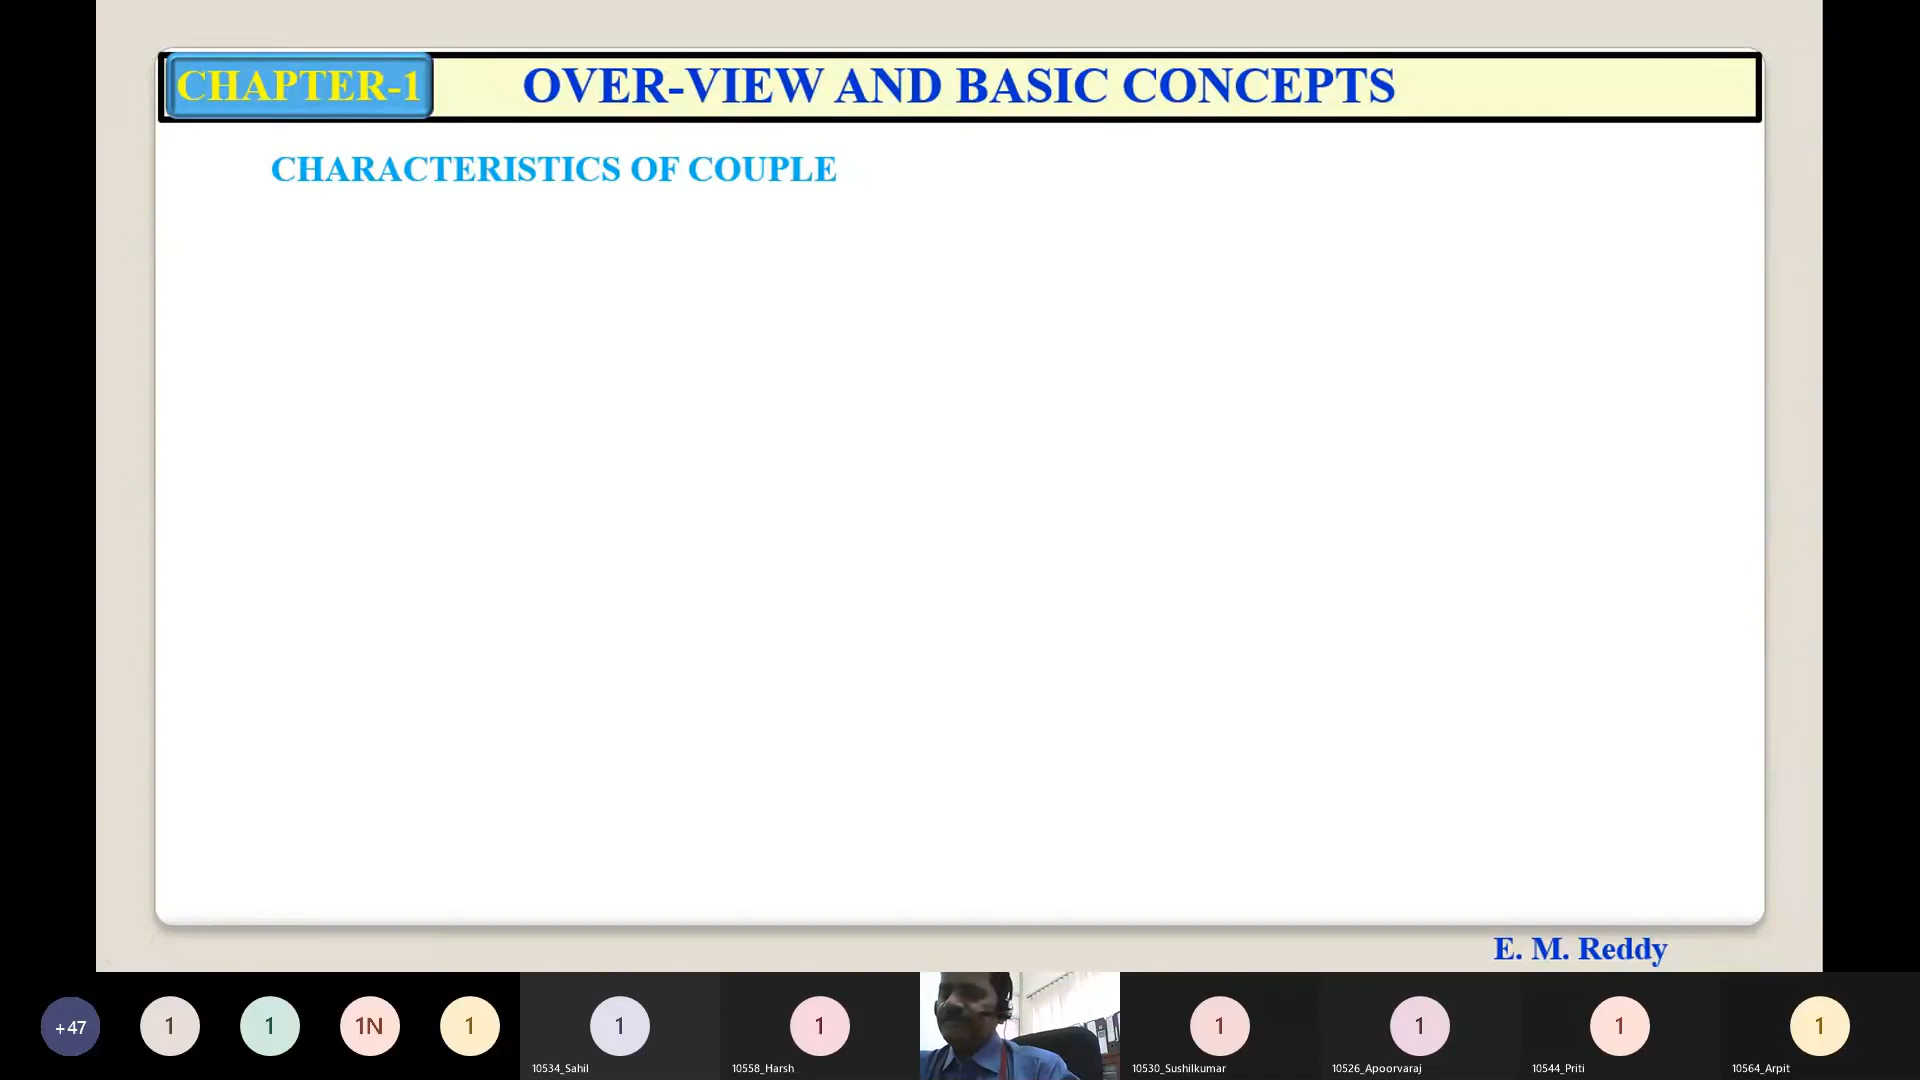 CHAPTER-1
OVER-VIEW AND BASIC CONCEPTS
CHARACTERISTICS OF COUPLE
E. M. Reddy
+47
1
1
1N
1
1
1
1
1
1
1
10534_Sahil
10558_Harsh
10530_Sushilkumar
10526_Apoorvaraj
10544_Priti
10564_Arpit